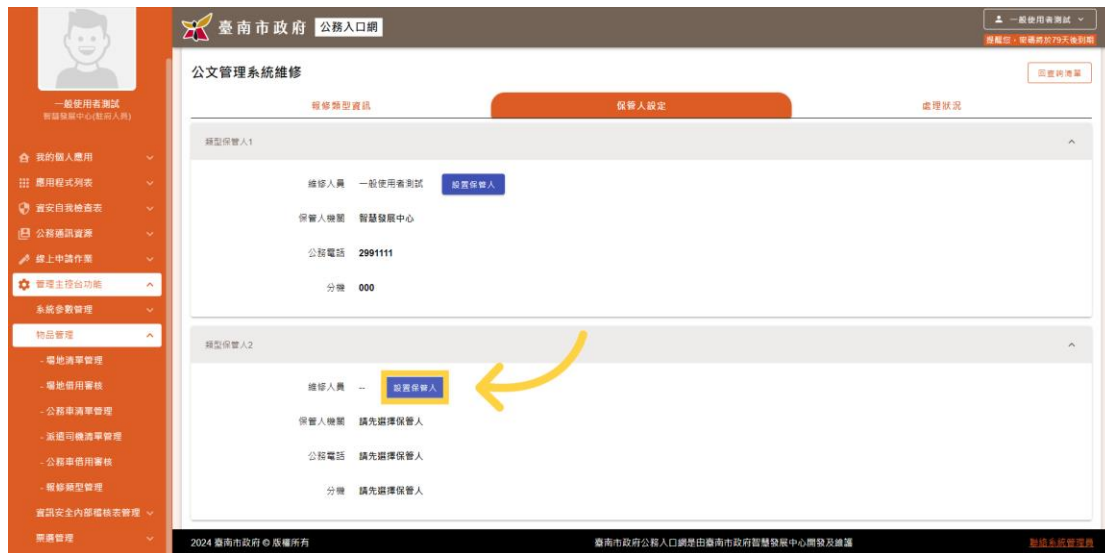 臺南市政府 公務入口網
一般使用者測試
提醒您，密碼將於79天後到期
一般使用者測試
智慧發展中心(駐府人員)
我的個人應用
應用程式列表
資安自我檢查表
公務通訊資源
線上申請作業
管理主控台功能
系統參數管理
物品管理
- 場地清單管理
- 場地借用審核
- 公務車清單管理
- 派遣司機清單管理
- 公務車借用審核
- 報修類型管理
資訊安全內部稽核表管理
票選管理
公文管理系統維修
回查詢清單
報修類型資訊
保管人設定
處理狀況
類型保管人1
維修人員 一般使用者測試 設置保管人
保管人機關 智慧發展中心
公務電話 2991111
分機 000
類型保管人2
維修人員 -- 設置保管人
保管人機關 請先選擇保管人
公務電話 請先選擇保管人
分機 請先選擇保管人
2024 臺南市政府 © 版權所有
臺南市政府公務入口網是由臺南市政府智慧發展中心開發及維護
聯絡系統管理員